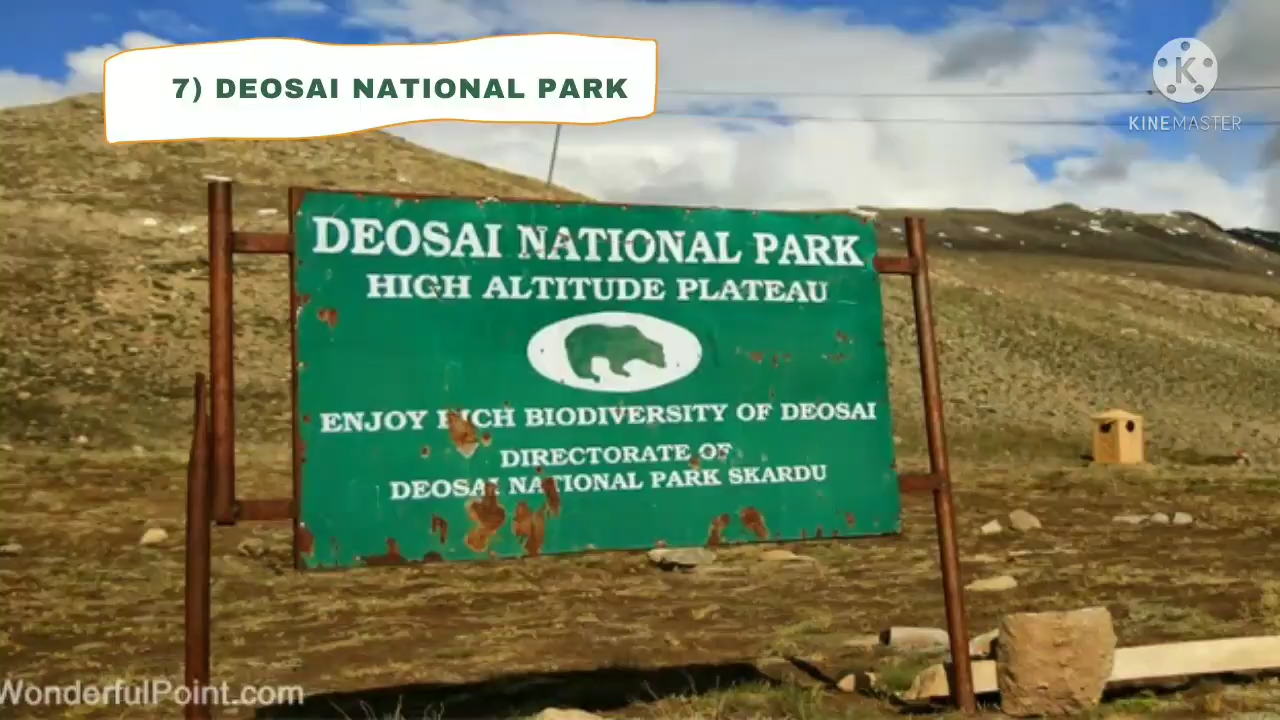 7) DEOSAI NATIONAL PARK
KINEMASTER
DEOSAI NATIONAL PARK
HIGH ALTITUDE PLATEAU
ENJOY RICH BIODIVERSITY OF DEOSAI
DIRECTORATE OF
DEOSAI NATIONAL PARK SKARDU
WonderfulPoint.com